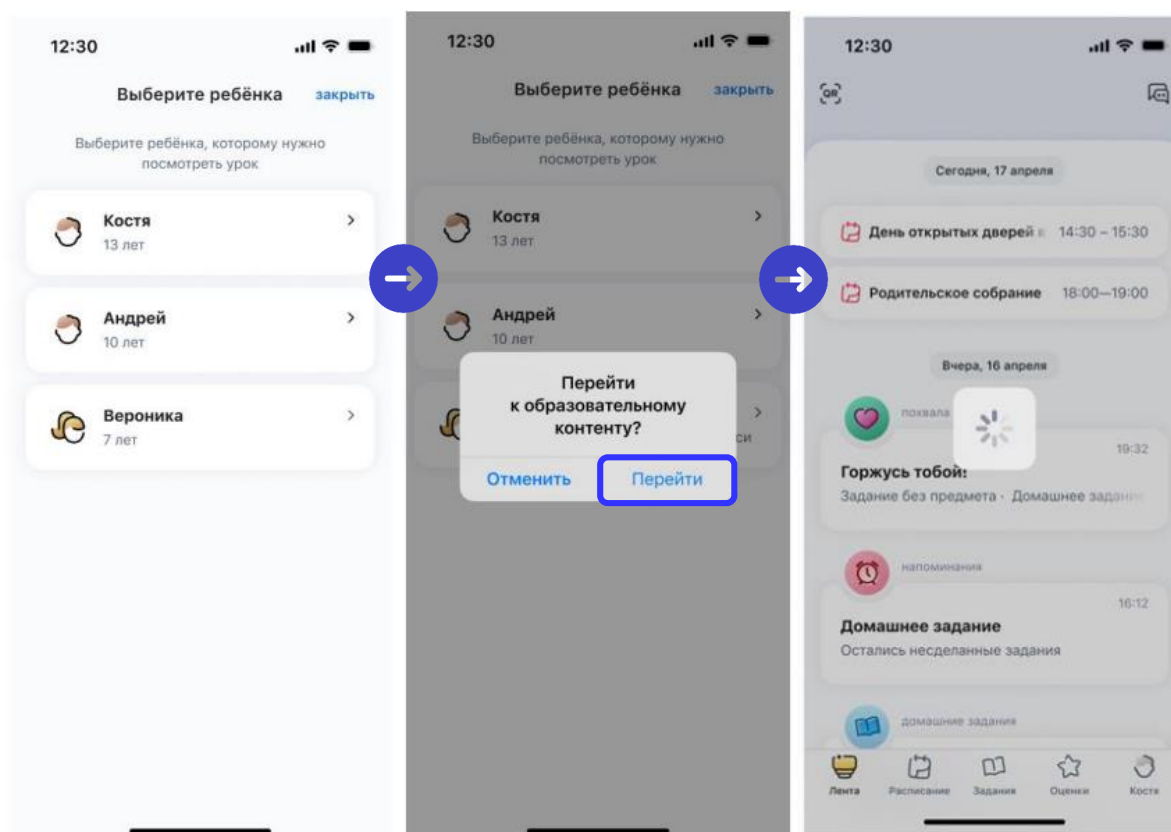 12:30
Выберите ребёнка закрыть
Выберите ребёнка, которому нужно
посмотреть урок
Костя
13 лет
Андрей
10 лет
Вероника
7 лет
12:30
Выберите ребёнка закрыть
Выберите ребёнка, которому нужно
посмотреть урок
Костя
13 лет
Андрей
10 лет
Перейти
к образовательному
контенту?
си
Отменить Перейти
12:30
QR
Сегодня, 17 апреля
День открытых дверей в 14:30 – 15:30
Родительское собрание 18:00—19:00
Вчера, 16 апреля
похвала
19:32
Горжусь тобой!
Задание без предмета · Домашнее задание
напоминания
16:12
Домашнее задание
Остались несделанные задания
домашние задания
Лента Расписание Задания Оценки Костя